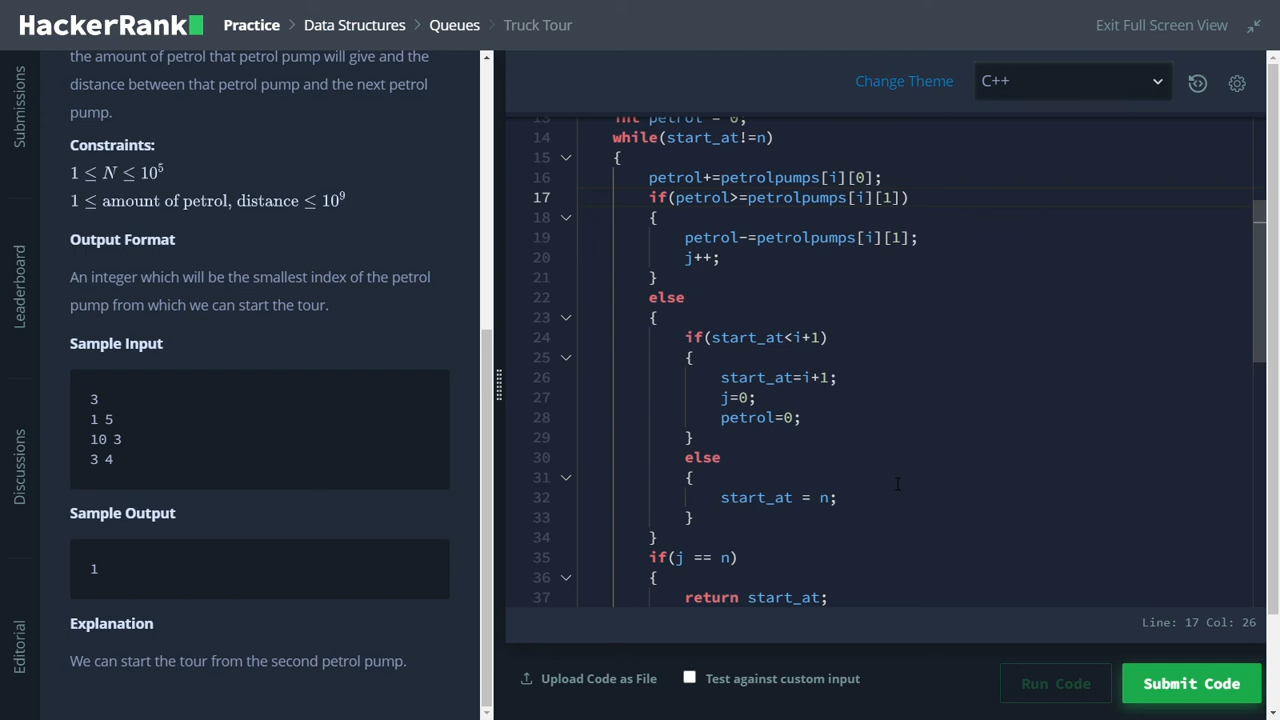 HackerRank Practice Data Structures Queues Truck Tour Exit Full Screen View
Submissions
Leaderboard
Discussions
Editorial
the amount of petrol that petrol pump will give and the
distance between that petrol pump and the next petrol
pump.
Constraints:
1 ≤ N ≤ 10⁵
1 ≤ amount of petrol, distance ≤ 10⁹
Output Format
An integer which will be the smallest index of the petrol
pump from which we can start the tour.
Sample Input
3
1 5
10 3
3 4
Sample Output
1
Explanation
We can start the tour from the second petrol pump.
Change Theme C++
13 int petrol = 0;
14 while(start_at!=n)
15 {
16 petrol+=petrolpumps[i][0];
17 if(petrol>=petrolpumps[i][1])
18 {
19 petrol-=petrolpumps[i][1];
20 j++;
21 }
22 else
23 {
24 if(start_at<i+1)
25 {
26 start_at=i+1;
27 j=0;
28 petrol=0;
29 }
30 else
31 {
32 start_at = n;
33 }
34 }
35 if(j == n)
36 {
37 return start_at;
Line: 17 Col: 26
Upload Code as File Test against custom input Run Code Submit Code